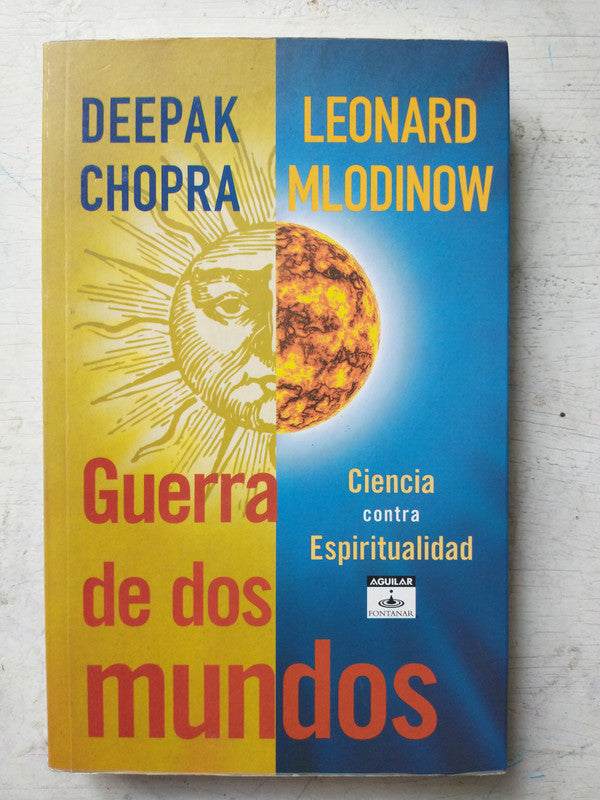 DEEPAK
CHOPRA
LEONARD
MLODINOW
Guerra
de dos
mundos
Ciencia
contra
Espiritualidad
AGUILAR
FONTANAR